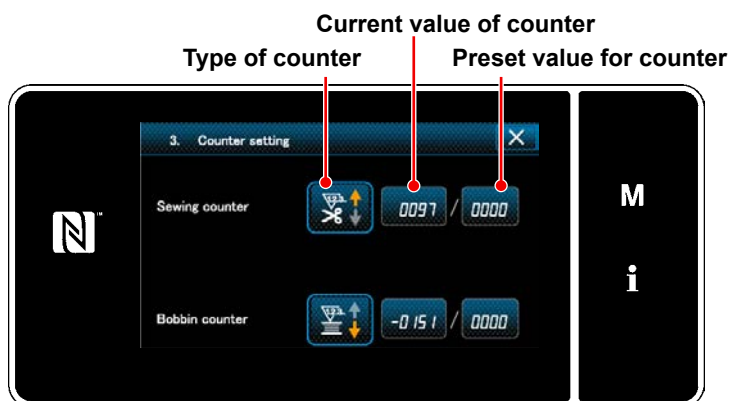 Current value of counter
Type of counter
Preset value for counter
3. Counter setting
Sewing counter
0097 / 0000
M
N
i
Bobbin counter
-0151 / 0000